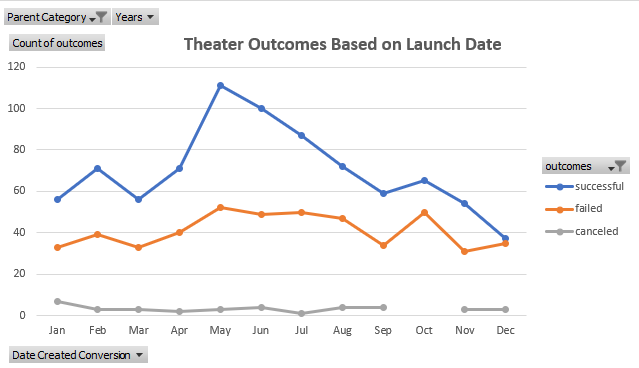 Parent Category Years
Count of outcomes
Theater Outcomes Based on Launch Date
120
100
80
60
40
20
0
Jan Feb Mar Apr May Jun Jul Aug Sep Oct Nov Dec
outcomes
successful
failed
canceled
Date Created Conversion